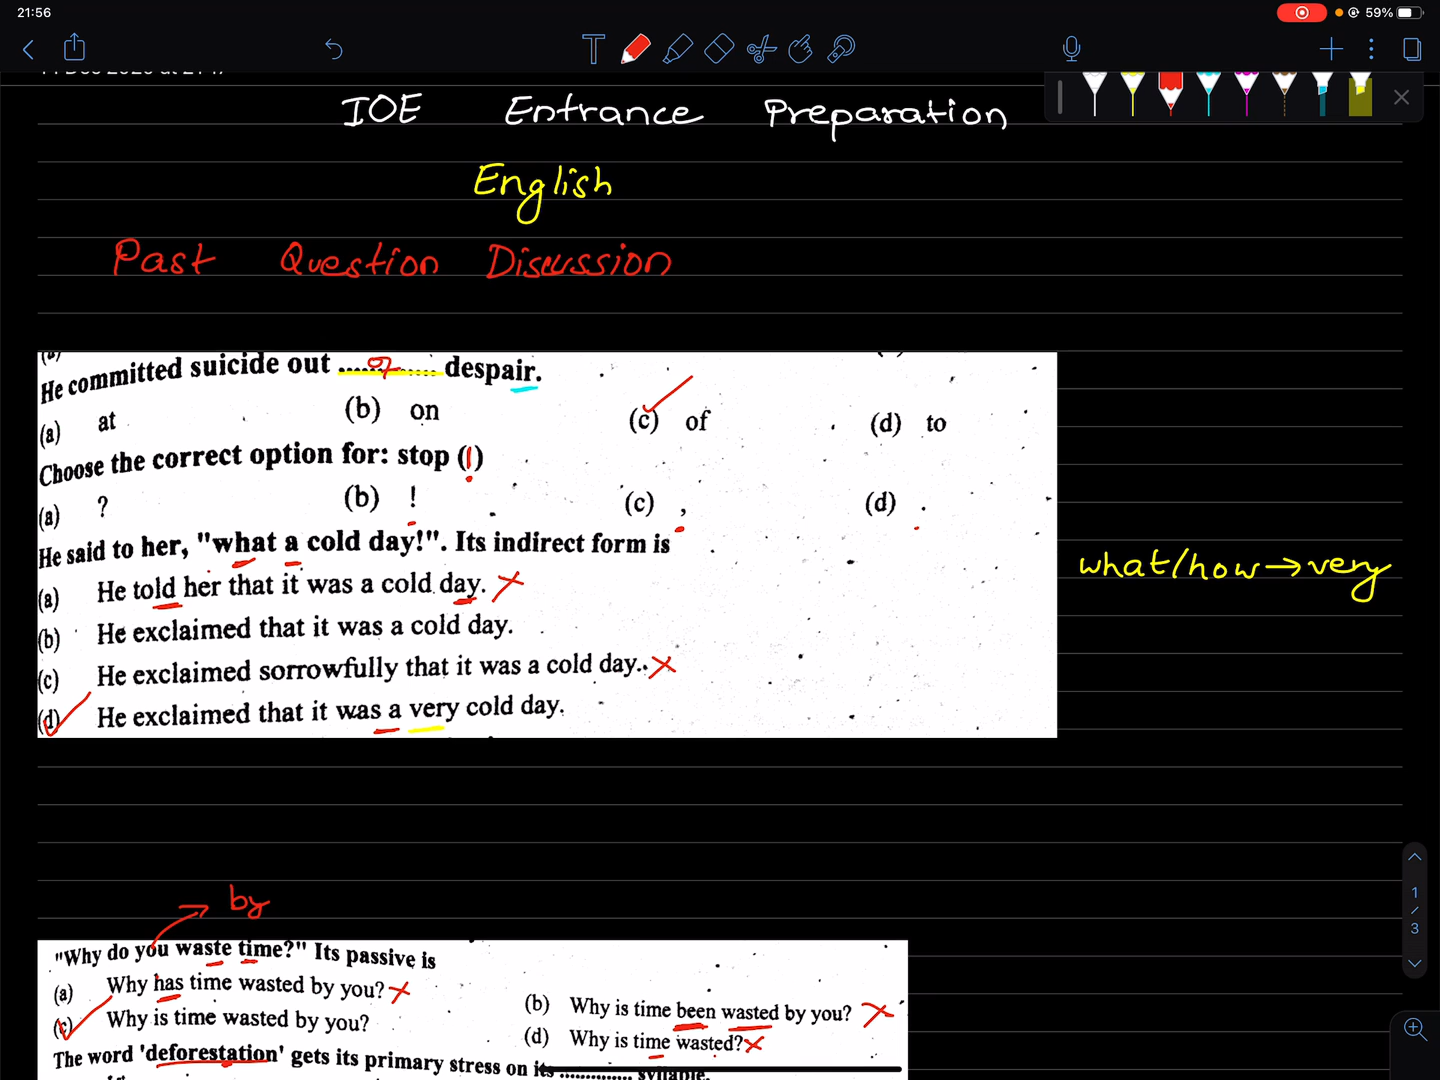 21:56
59%
IOE Entrance Preparation
English
Past Question Discussion
He committed suicide out ......of...... despair.
(a) at (b) on (c) of (d) to
Choose the correct option for: stop (!)
(a) ? (b) ! (c) , (d) .
He said to her, "what a cold day!". Its indirect form is
(a) He told her that it was a cold day.
(b) He exclaimed that it was a cold day.
(c) He exclaimed sorrowfully that it was a cold day..
(d) He exclaimed that it was a very cold day.
what/how → very
→ by
"Why do you waste time?" Its passive is
(a) Why has time wasted by you? (b) Why is time been wasted by you?
(c) Why is time wasted by you? (d) Why is time wasted?
The word 'deforestation' gets its primary stress on its .............. syllable.
1
/
3